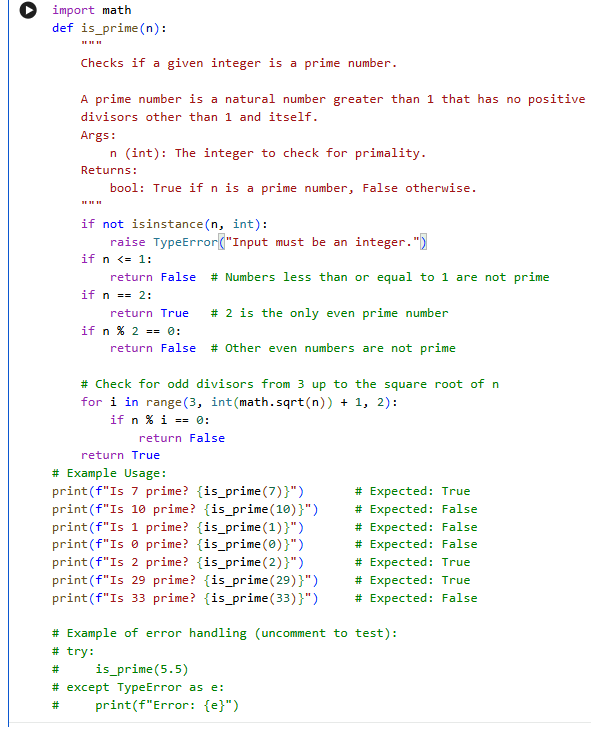 import math
def is_prime(n):
    """
    Checks if a given integer is a prime number.

    A prime number is a natural number greater than 1 that has no positive
    divisors other than 1 and itself.
    Args:
        n (int): The integer to check for primality.
    Returns:
        bool: True if n is a prime number, False otherwise.
    """
    if not isinstance(n, int):
        raise TypeError("Input must be an integer.")
    if n <= 1:
        return False  # Numbers less than or equal to 1 are not prime
    if n == 2:
        return True   # 2 is the only even prime number
    if n % 2 == 0:
        return False  # Other even numbers are not prime

    # Check for odd divisors from 3 up to the square root of n
    for i in range(3, int(math.sqrt(n)) + 1, 2):
        if n % i == 0:
            return False
    return True
# Example Usage:
print(f"Is 7 prime? {is_prime(7)}")       # Expected: True
print(f"Is 10 prime? {is_prime(10)}")     # Expected: False
print(f"Is 1 prime? {is_prime(1)}")       # Expected: False
print(f"Is 0 prime? {is_prime(0)}")       # Expected: False
print(f"Is 2 prime? {is_prime(2)}")       # Expected: True
print(f"Is 29 prime? {is_prime(29)}")     # Expected: True
print(f"Is 33 prime? {is_prime(33)}")     # Expected: False

# Example of error handling (uncomment to test):
# try:
#     is_prime(5.5)
# except TypeError as e:
#     print(f"Error: {e}")